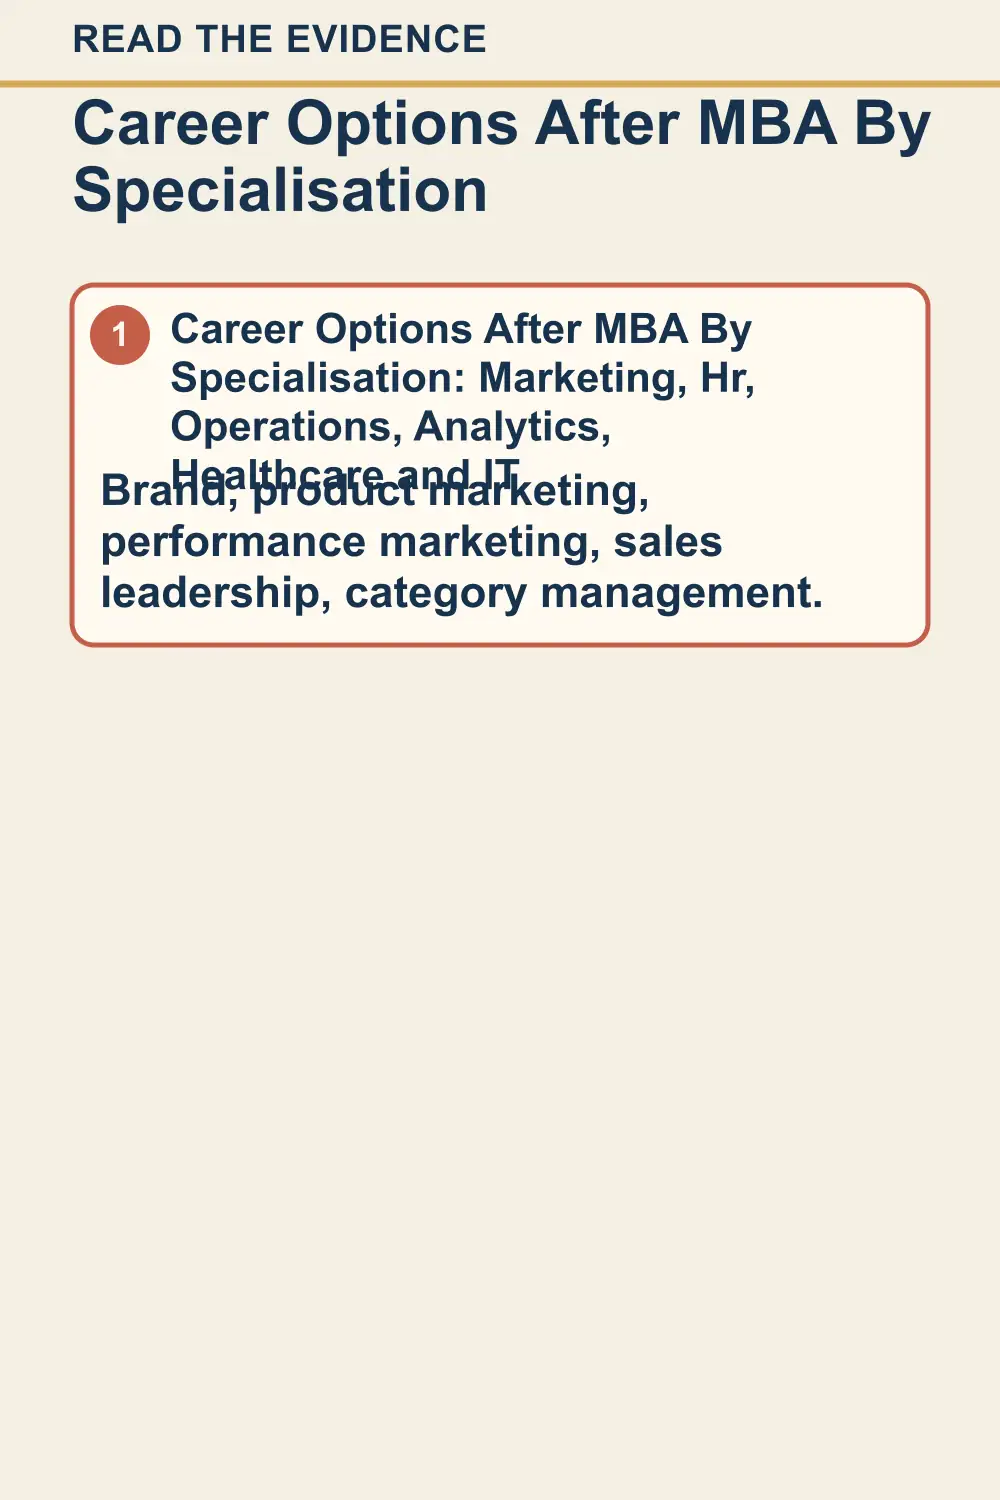 READ THE EVIDENCE
Career Options After MBA By
Specialisation
1
Career Options After MBA By
Specialisation: Marketing, Hr,
Operations, Analytics,
Healthcare and IT
Brand, product marketing,
performance marketing, sales
leadership, category management.